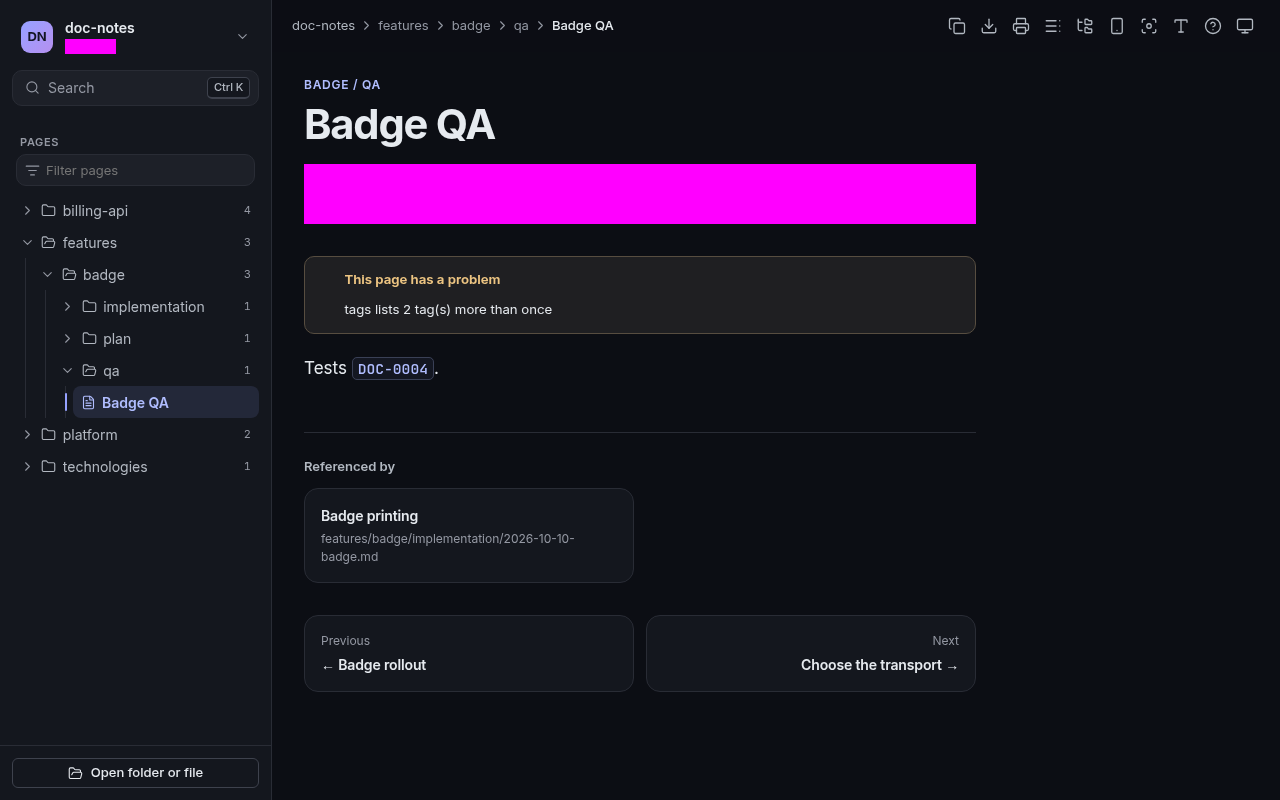 DN
doc-notes
Search
Ctrl K
PAGES
Filter pages
billing-api 4
features 3
badge 3
implementation 1
plan 1
qa 1
Badge QA
platform 2
technologies 1
Open folder or file
doc-notes > features > badge > qa > Badge QA
BADGE / QA
Badge QA
This page has a problem
tags lists 2 tag(s) more than once
Tests DOC-0004.
Referenced by
Badge printing
features/badge/implementation/2026-10-10-
badge.md
Previous
← Badge rollout
Next
Choose the transport →